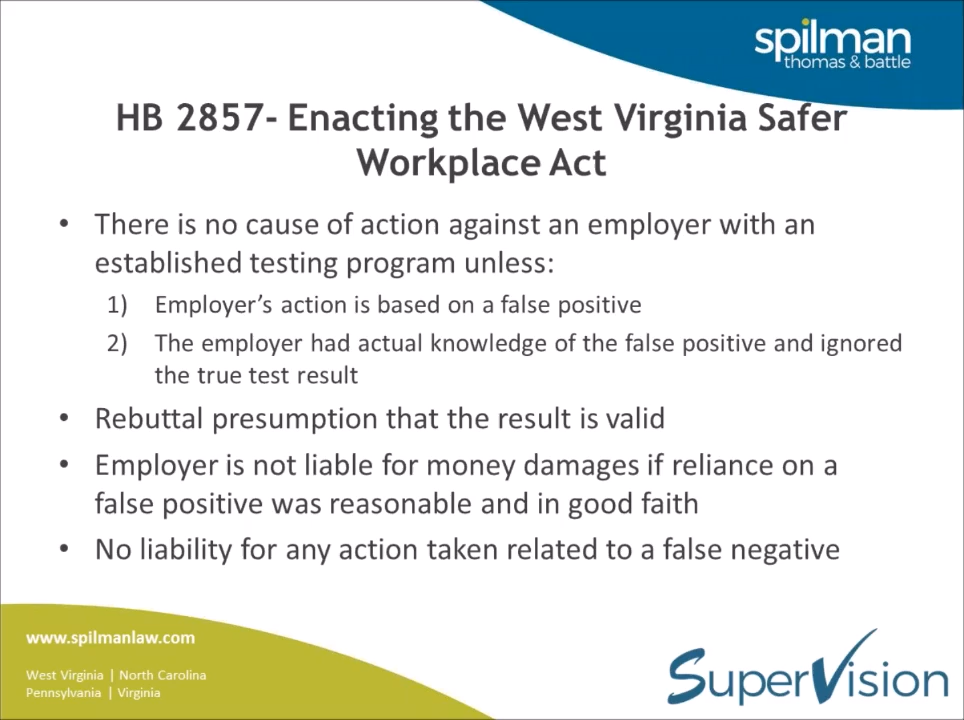 spilman
thomas & battle
HB 2857- Enacting the West Virginia Safer
Workplace Act
• There is no cause of action against an employer with an
established testing program unless:
1) Employer’s action is based on a false positive
2) The employer had actual knowledge of the false positive and ignored
the true test result
• Rebuttal presumption that the result is valid
• Employer is not liable for money damages if reliance on a
false positive was reasonable and in good faith
• No liability for any action taken related to a false negative
www.spilmanlaw.com
West Virginia | North Carolina
Pennsylvania | Virginia
SuperVision